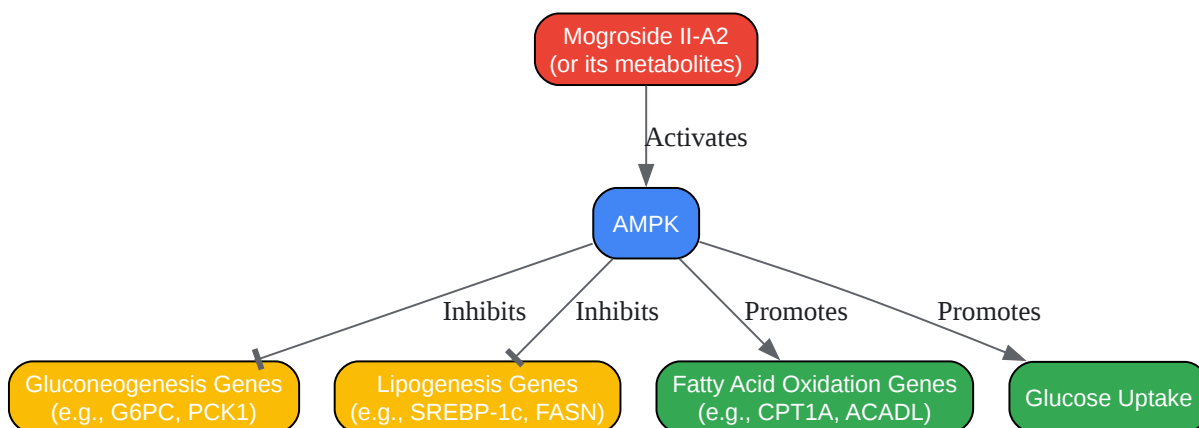 Mogroside II-A2
(or its metabolites)
Activates
AMPK
Inhibits
Inhibits
Promotes
Promotes
Gluconeogenesis Genes
(e.g., G6PC, PCK1)
Lipogenesis Genes
(e.g., SREBP-1c, FASN)
Fatty Acid Oxidation Genes
(e.g., CPT1A, ACADL)
Glucose Uptake